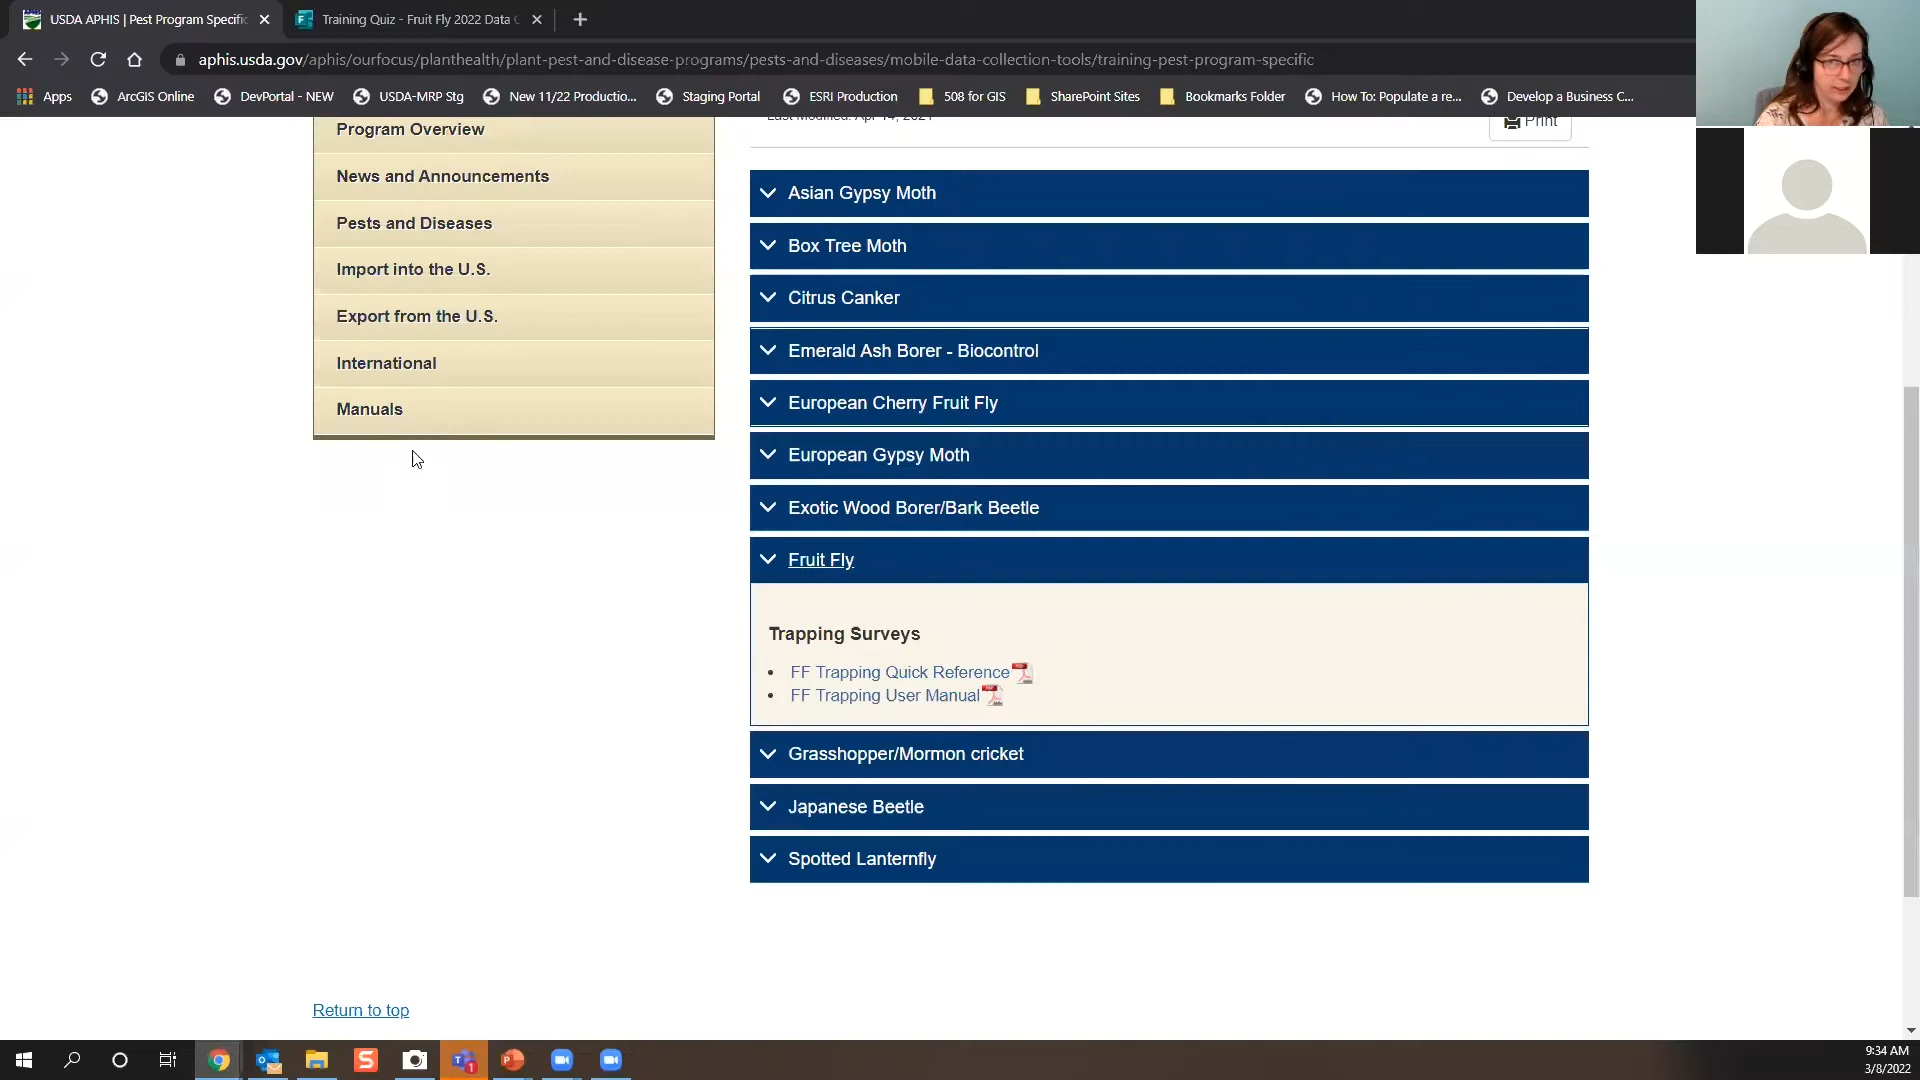 USDA APHIS | Pest Program Specific
Training Quiz - Fruit Fly 2022 Data
aphis.usda.gov/aphis/ourfocus/planthealth/plant-pest-and-disease-programs/pests-and-diseases/mobile-data-collection-tools/training-pest-program-specific
Apps ArcGIS Online DevPortal - NEW USDA-MRP Stg New 11/22 Productio... Staging Portal ESRI Production 508 for GIS SharePoint Sites Bookmarks Folder How To: Populate a re... Develop a Business C...
Last Modified: Apr 14, 2021
Print
Program Overview
News and Announcements
Pests and Diseases
Import into the U.S.
Export from the U.S.
International
Manuals
Asian Gypsy Moth
Box Tree Moth
Citrus Canker
Emerald Ash Borer - Biocontrol
European Cherry Fruit Fly
European Gypsy Moth
Exotic Wood Borer/Bark Beetle
Fruit Fly
Trapping Surveys
• FF Trapping Quick Reference
• FF Trapping User Manual
Grasshopper/Mormon cricket
Japanese Beetle
Spotted Lanternfly
Return to top
9:34 AM
3/8/2022